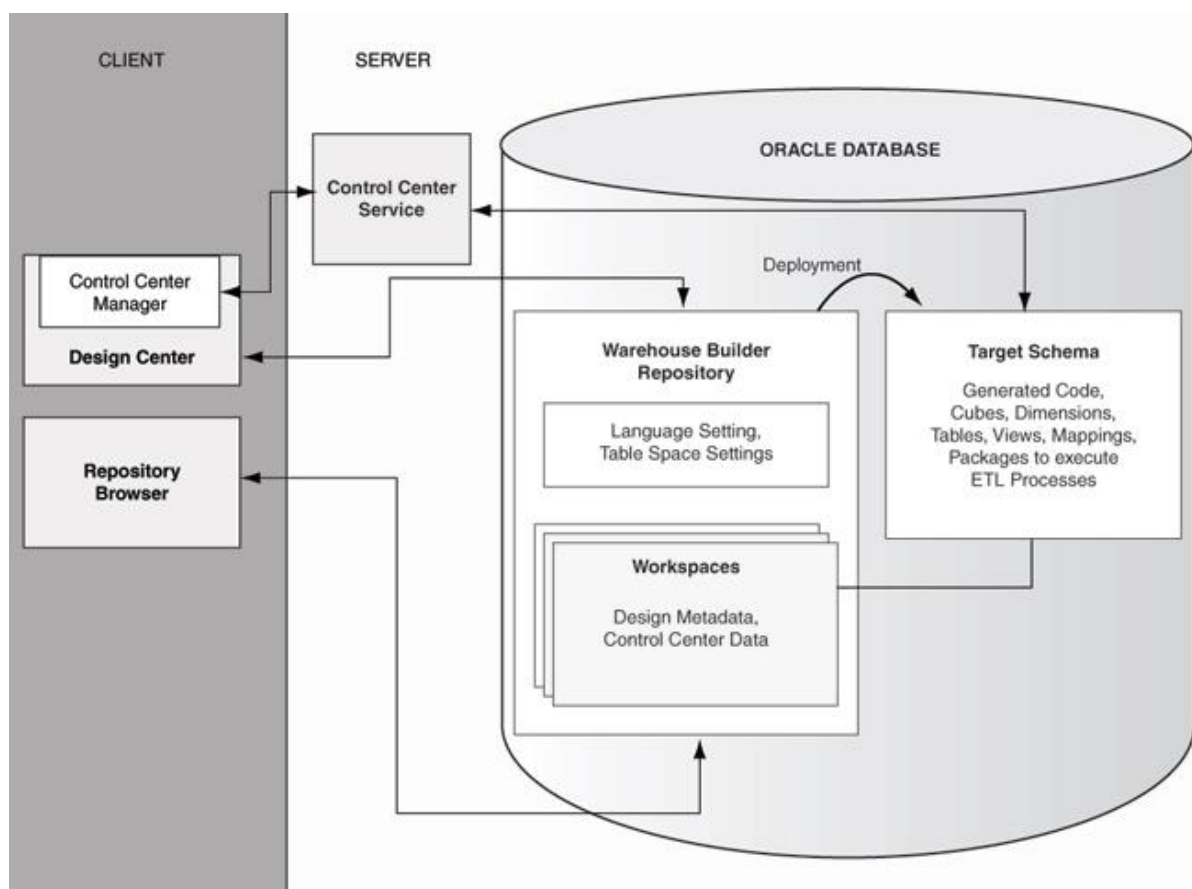 CLIENT
SERVER
ORACLE DATABASE
Control Center
Service
Control Center
Manager
Design Center
Repository
Browser
Deployment
Warehouse Builder
Repository
Language Setting,
Table Space Settings
Workspaces
Design Metadata,
Control Center Data
Target Schema
Generated Code,
Cubes, Dimensions,
Tables, Views, Mappings,
Packages to execute
ETL Processes